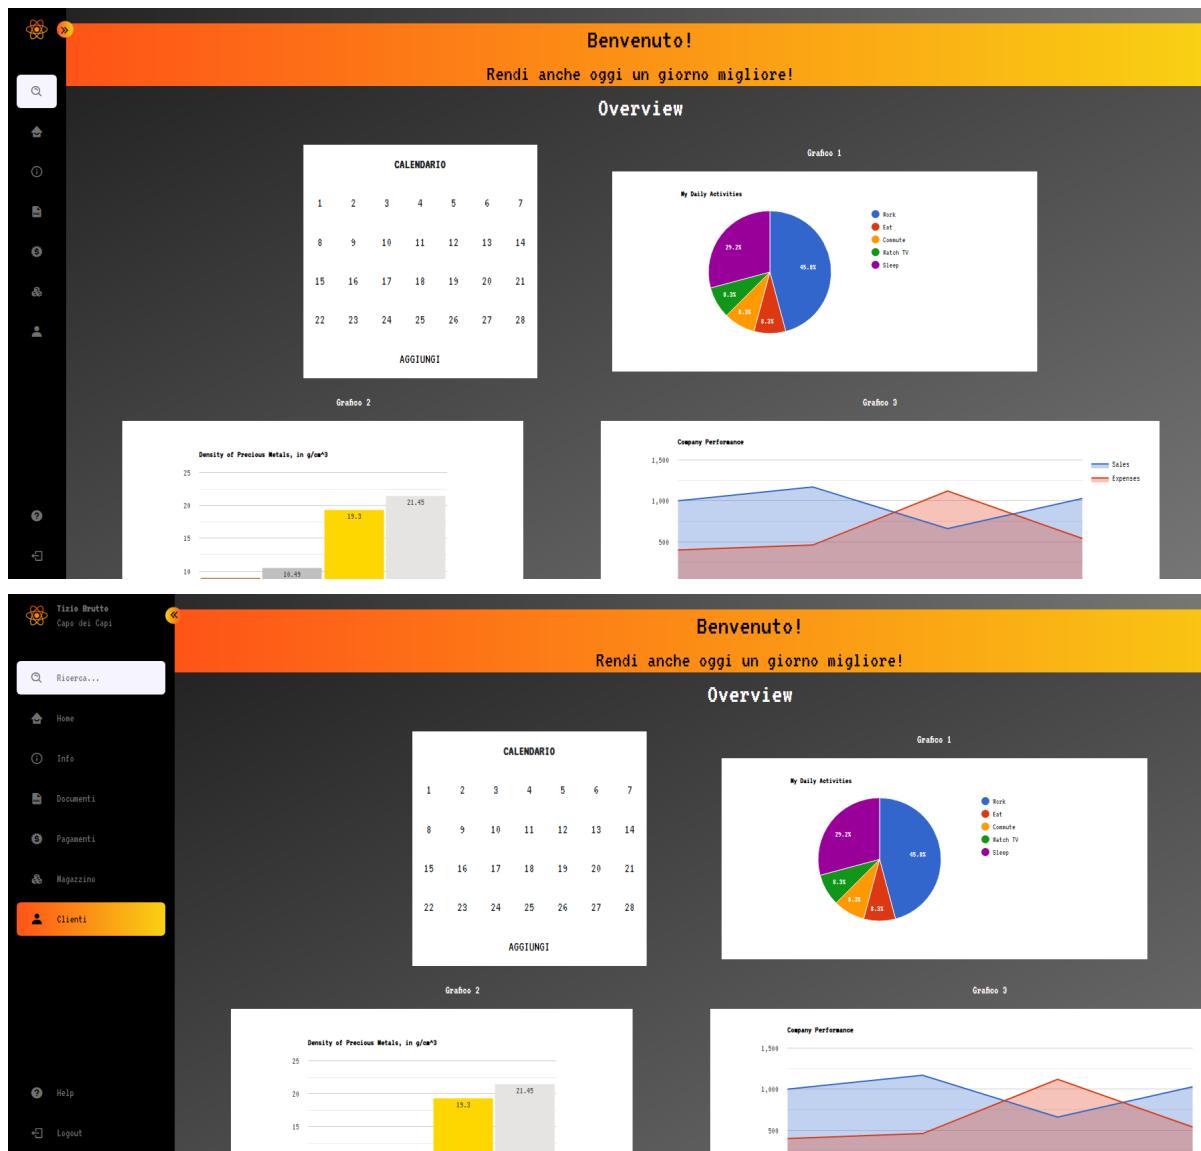 Benvenuto!
Rendi anche oggi un giorno migliore!
Overview
CALENDARIO
1 2 3 4 5 6 7
8 9 10 11 12 13 14
15 16 17 18 19 20 21
22 23 24 25 26 27 28
AGGIUNGI
Grafico 1
My Daily Activities
29.2%
45.8%
8.3%
8.3%
8.3%
Work
Eat
Commute
Watch TV
Sleep
Grafico 2
Density of Precious Metals, in g/cm^3
25
20
15
10
10.49
19.3
21.45
Grafico 3
Company Performance
1,500
1,000
500
Sales
Expenses
Tizio Brutto
Capo dei Capi
Ricerca...
Home
Info
Documenti
Pagamenti
Magazzino
Clienti
Help
Logout
Benvenuto!
Rendi anche oggi un giorno migliore!
Overview
CALENDARIO
1 2 3 4 5 6 7
8 9 10 11 12 13 14
15 16 17 18 19 20 21
22 23 24 25 26 27 28
AGGIUNGI
Grafico 1
My Daily Activities
29.2%
45.8%
8.3%
8.3%
8.3%
Work
Eat
Commute
Watch TV
Sleep
Grafico 2
Density of Precious Metals, in g/cm^3
25
20
15
19.3
21.45
Grafico 3
Company Performance
1,500
1,000
500